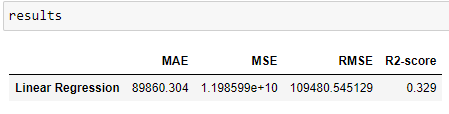 results
MAE MSE RMSE R2-score
Linear Regression 89860.304 1.198599e+10 109480.545129 0.329